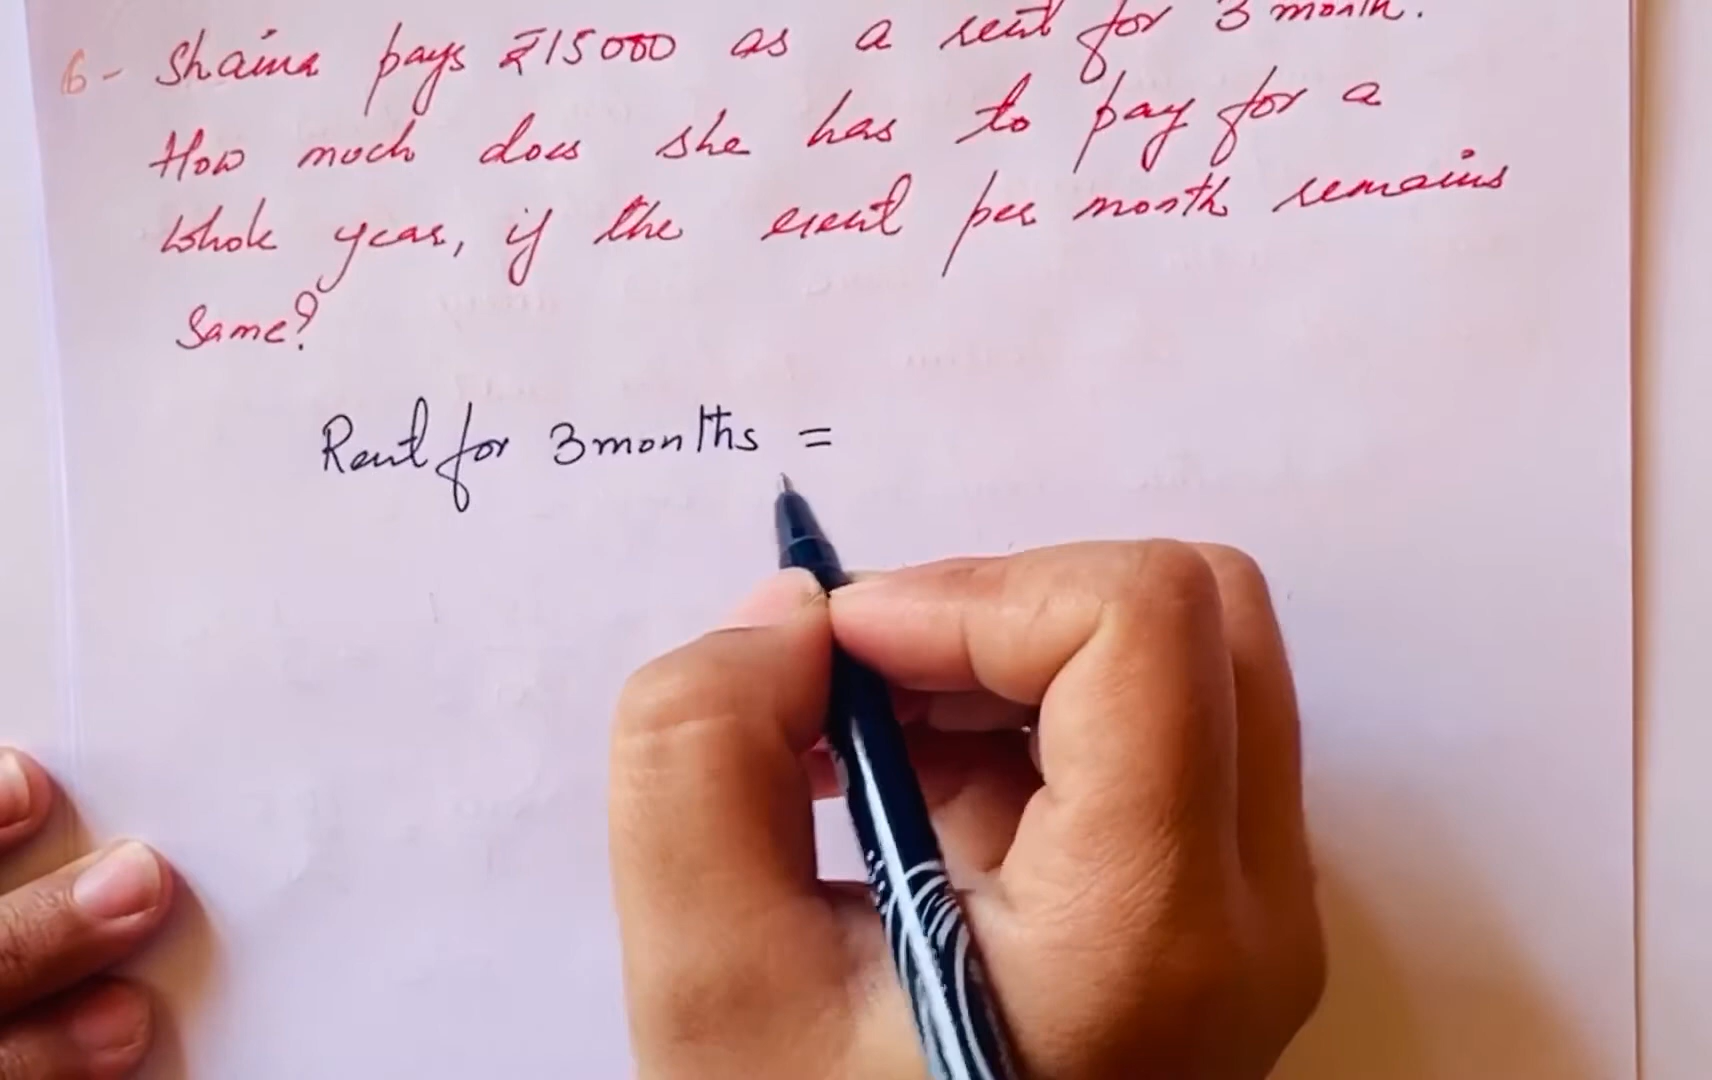 6- Shaina pays ₹15000 as a rent for 3 month.
How much does she has to pay for a
whole year, if the rent per month remains
Same?
Rent for 3 months =